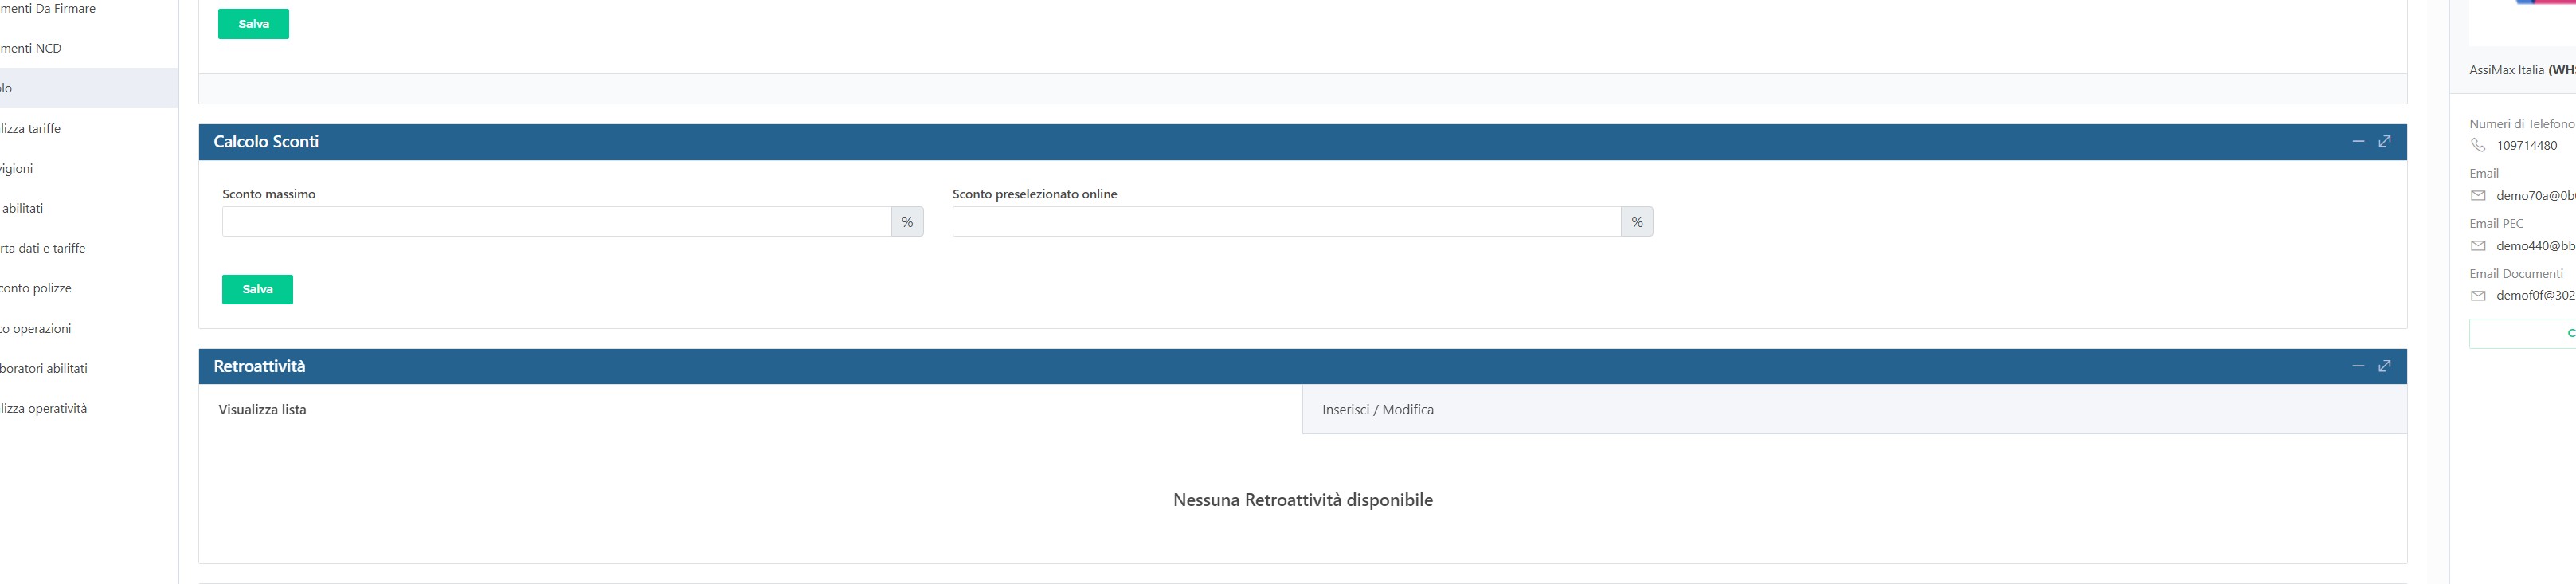 menti Da Firmare
menti NCD
olo
lizza tariffe
vigioni
abilitati
rta dati e tariffe
conto polizze
co operazioni
boratori abilitati
lizza operatività
Salva
Calcolo Sconti
Sconto massimo
%
Sconto preselezionato online
%
Salva
Retroattività
Visualizza lista
Inserisci / Modifica
Nessuna Retroattività disponibile
AssiMax Italia (WH
Numeri di Telefono
109714480
Email
demo70a@0b
Email PEC
demo440@bb
Email Documenti
demof0f@302
C